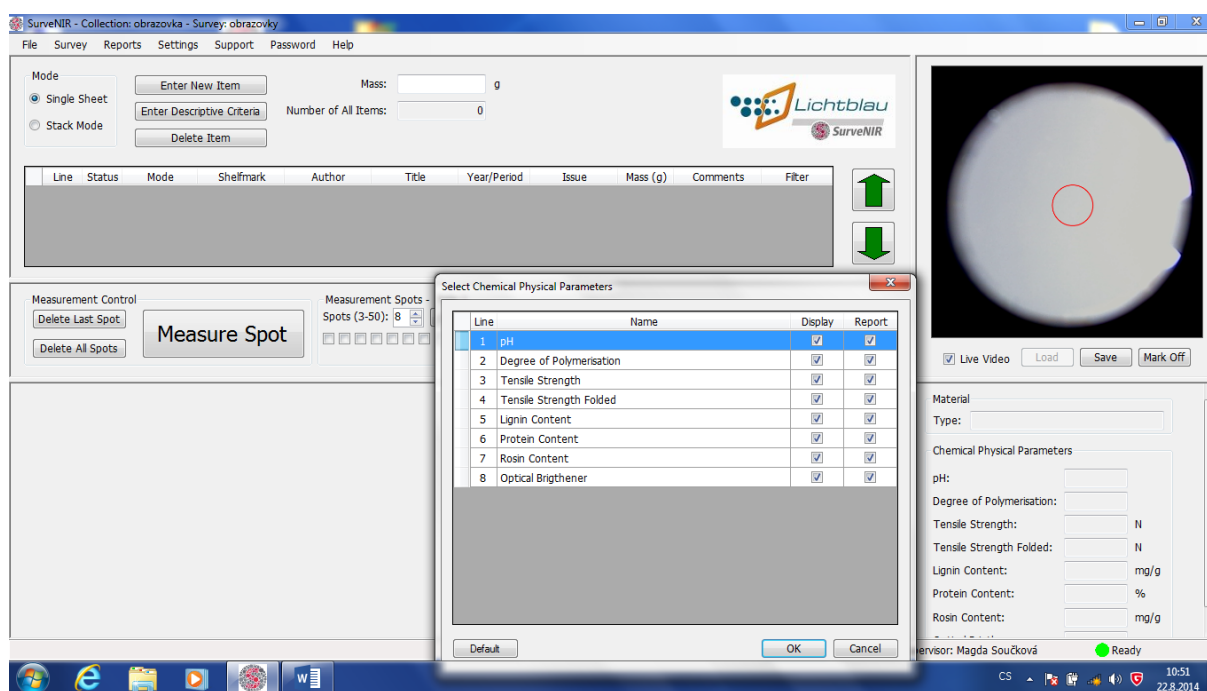 SurveNIR - Collection: obrazovka - Survey: obrazovky
File Survey Reports Settings Support Password Help
Mode
Single Sheet
Stack Mode
Enter New Item
Enter Descriptive Criteria
Delete Item
Mass: g
Number of All Items: 0
Lichtblau
SurveNIR
Line Status Mode Shelfmark Author Title Year/Period Issue Mass (g) Comments Filter
Measurement Control
Delete Last Spot
Delete All Spots
Measure Spot
Measurement Spots -
Spots (3-50): 8
Select Chemical Physical Parameters
Line Name Display Report
1 pH
2 Degree of Polymerisation
3 Tensile Strength
4 Tensile Strength Folded
5 Lignin Content
6 Protein Content
7 Rosin Content
8 Optical Brigthener
Default OK Cancel
Live Video Load Save Mark Off
Material
Type:
Chemical Physical Parameters
pH:
Degree of Polymerisation:
Tensile Strength: N
Tensile Strength Folded: N
Lignin Content: mg/g
Protein Content: %
Rosin Content: mg/g
ervisor: Magda Součková Ready
CS 10:51
22.8.2014